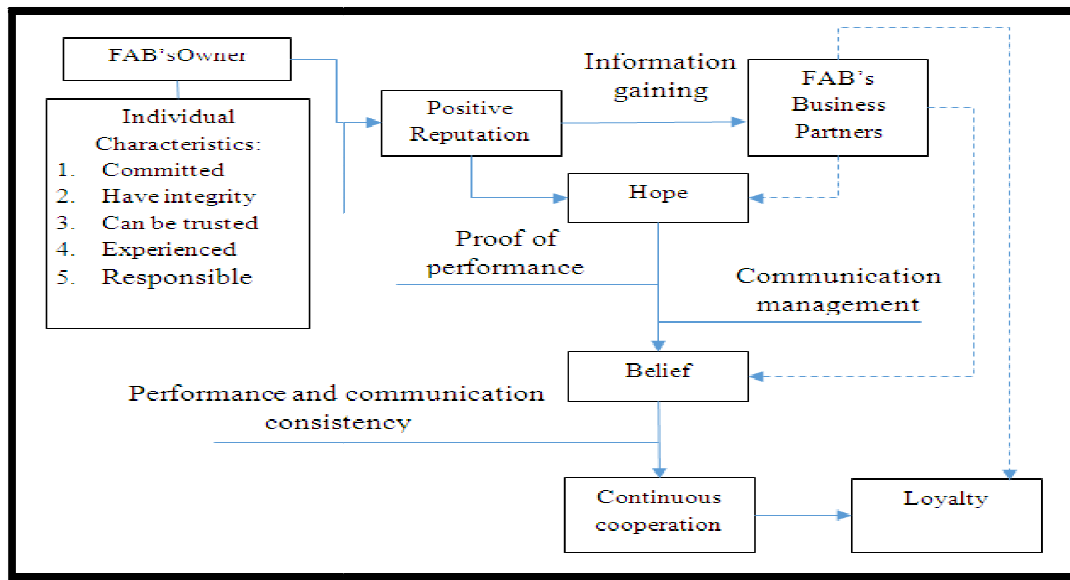 FAB'sOwner
Individual
Characteristics:
1. Committed
2. Have integrity
3. Can be trusted
4. Experienced
5. Responsible
Positive
Reputation
Information
gaining
FAB's
Business
Partners
Hope
Proof of
performance
Communication
management
Belief
Performance and communication
consistency
Continuous
cooperation
Loyalty